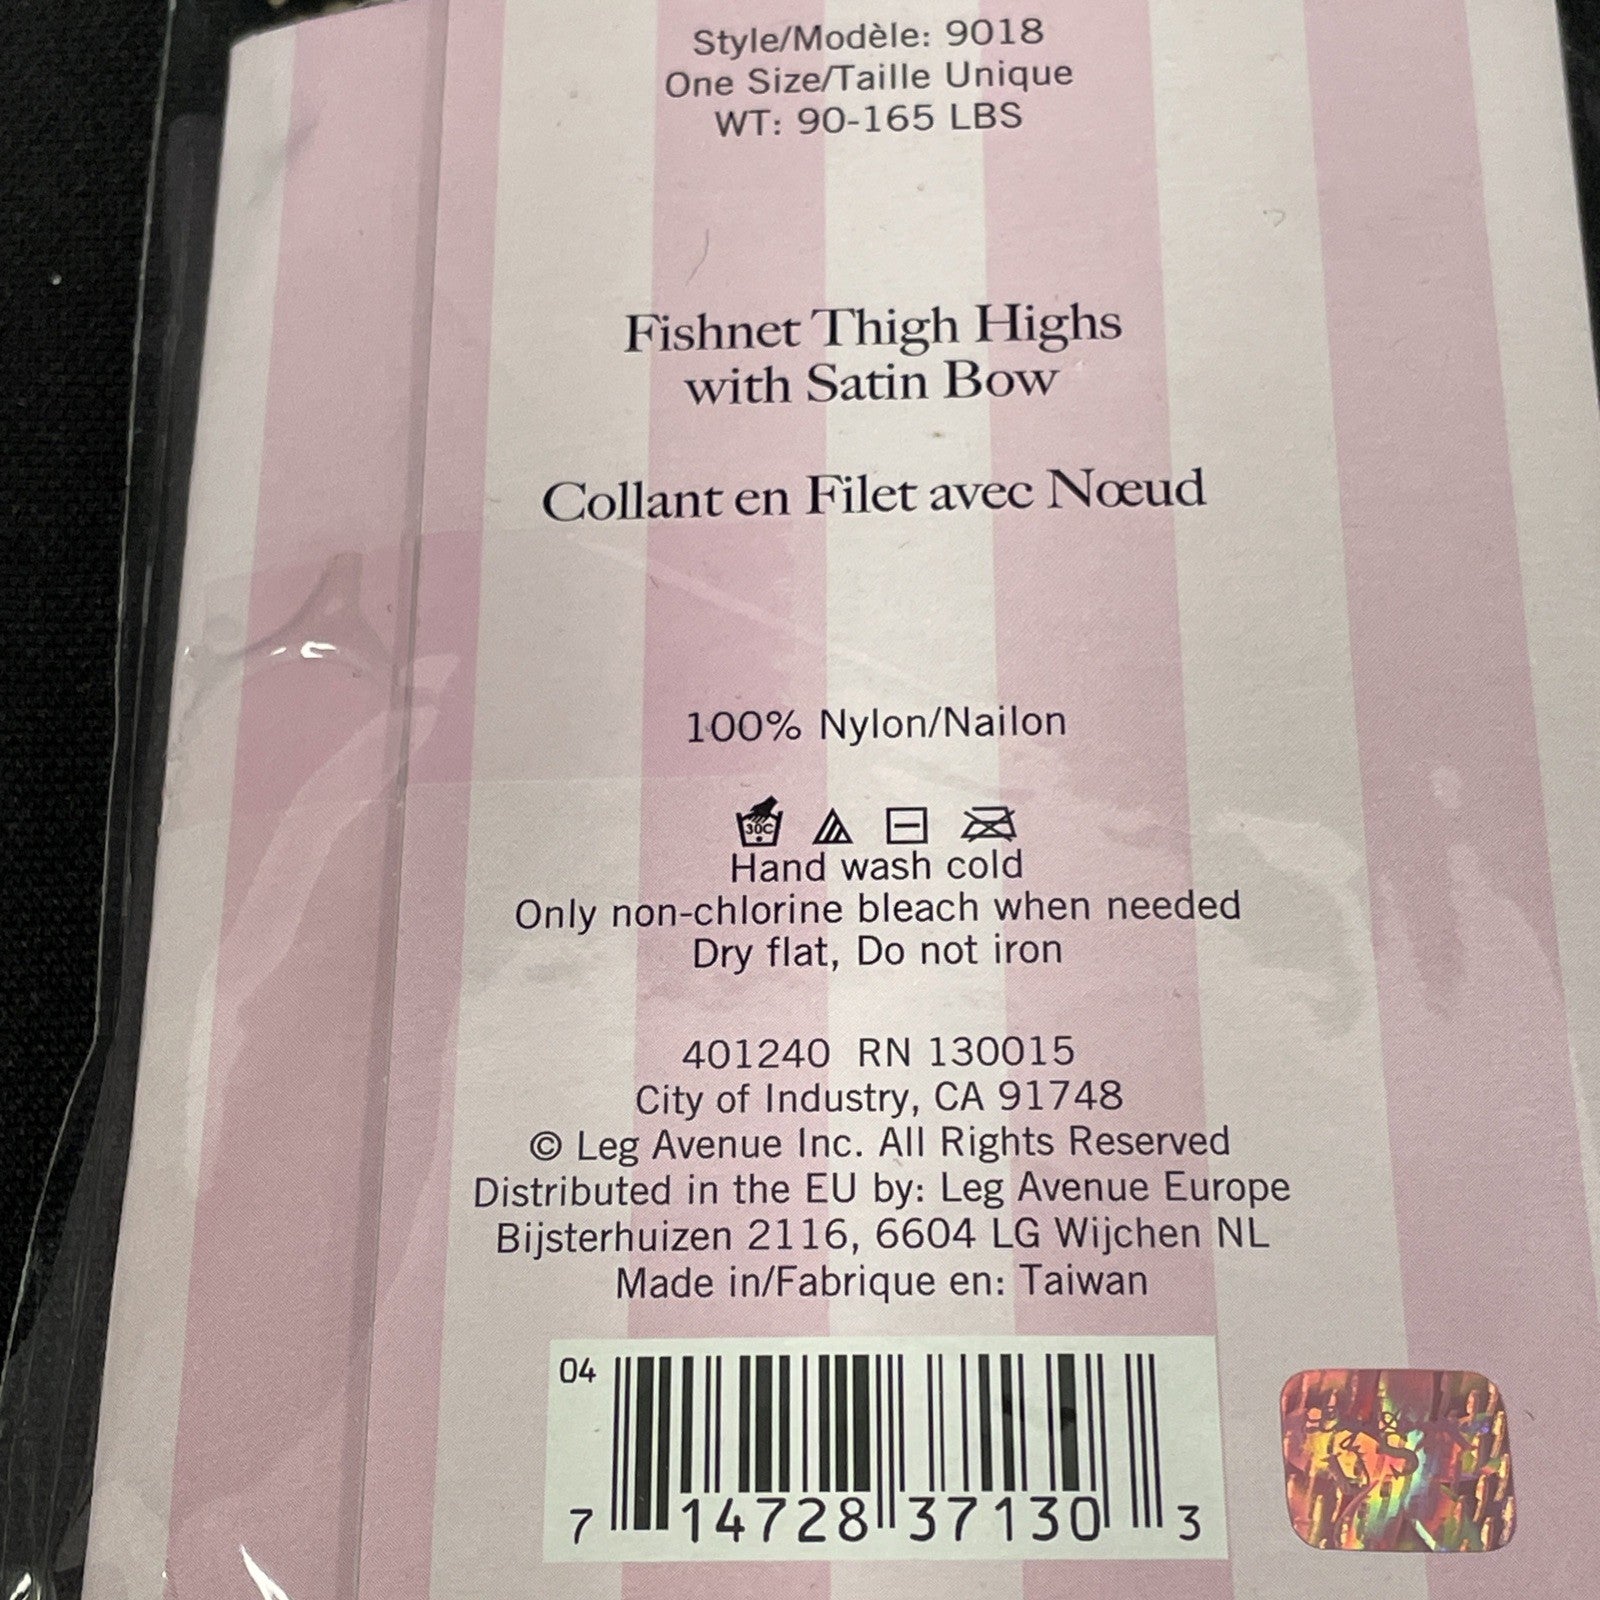 Style/Modèle: 9018
One Size/Taille Unique
WT: 90-165 LBS
Fishnet Thigh Highs
with Satin Bow
Collant en Filet avec Nœud
100% Nylon/Nailon
30C
Hand wash cold
Only non-chlorine bleach when needed
Dry flat, Do not iron
401240 RN 130015
City of Industry, CA 91748
© Leg Avenue Inc. All Rights Reserved
Distributed in the EU by: Leg Avenue Europe
Bijsterhuizen 2116, 6604 LG Wijchen NL
Made in/Fabrique en: Taiwan
04
7 14728 37130 3